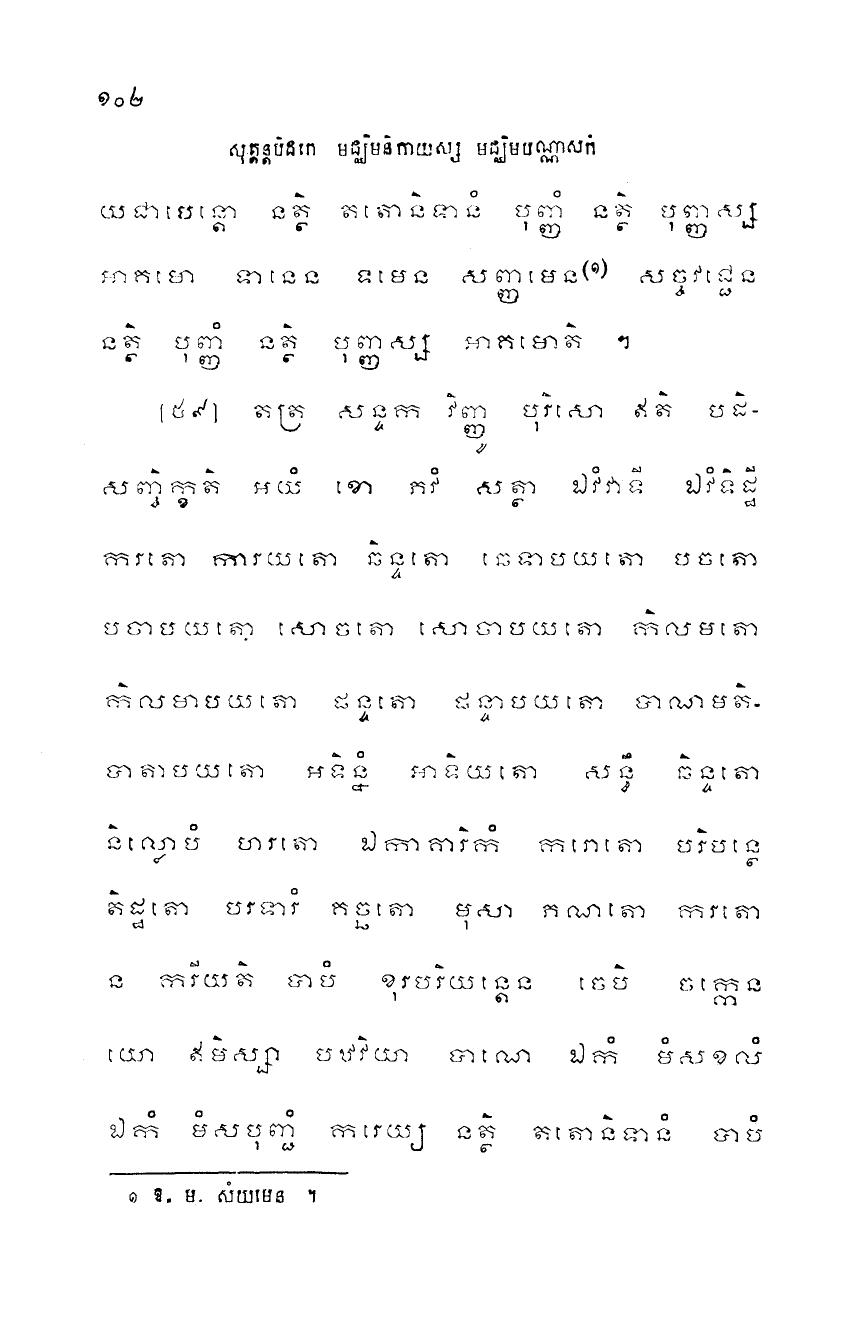 ១០២
សុត្តន្តបិដកេ មជ្ឈិមនិកាយស្ស មជ្ឈិមបណ្ណាសកំ
យជាបេន្តោ នត្ថិ តតោនិទានំ បុញ្ញំ នត្ថិ បុញ្ញស្ស
អាគមោ ទានេន ទមេន សញ្ញមេន(១) សច្ចវជ្ជេន
នត្ថិ បុញ្ញំ នត្ថិ បុញ្ញស្ស អាគមោតិ ។
[៥៩] តត្រ សន្ទក វិញ្ញូ បុរិសោ ឥតិ បដិ-
សញ្ចិក្ខតិ អយំ ខោ ភវំ សត្ថា ឯវំវាទី ឯវំទិដ្ឋី
ករតោ ការយតោ ឆិន្ទតោ ឆេទាបយតោ បចតោ
បចាបយតោ សោចតោ សោចាបយតោ កិលមតោ
កិលមាបយតោ ផន្ទតោ ផន្ទាបយតោ បាណមតិ-
បាតាបយតោ អទិន្នំ អាទិយតោ សន្ធឹ ឆិន្ទតោ
និល្លោបំ ហរតោ ឯកាគារិកំ ករោតោ បរិបន្ថេ
តិដ្ឋតោ បរទារំ គច្ឆតោ មុសា ភណតោ ករតោ
ន ករីយតិ បាបំ ខុរបរិយន្តេន ចេបិ ចក្កេន
យោ ឥមិស្សា បឋវិយា បាណេ ឯកំ មំសខលំ
ឯកំ មំសបុញ្ជំ ករេយ្យ នត្ថិ តតោនិទានំ បាបំ
១ ឱ. ម. សំយមេន ។